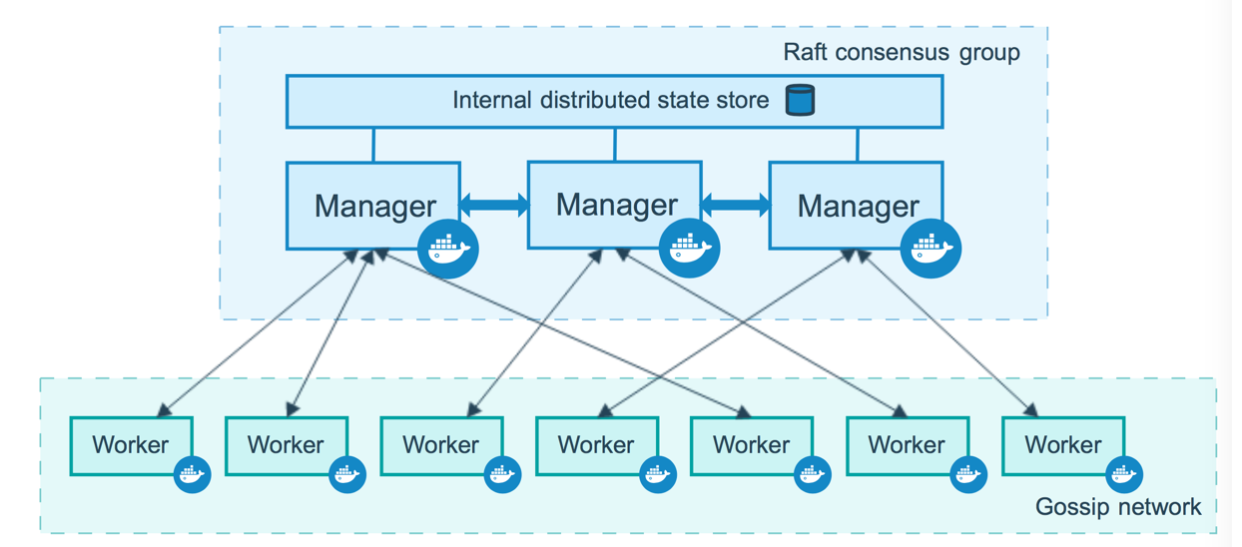 Raft consensus group
Internal distributed state store
Manager
Manager
Manager
Worker
Worker
Worker
Worker
Worker
Worker
Worker
Gossip network